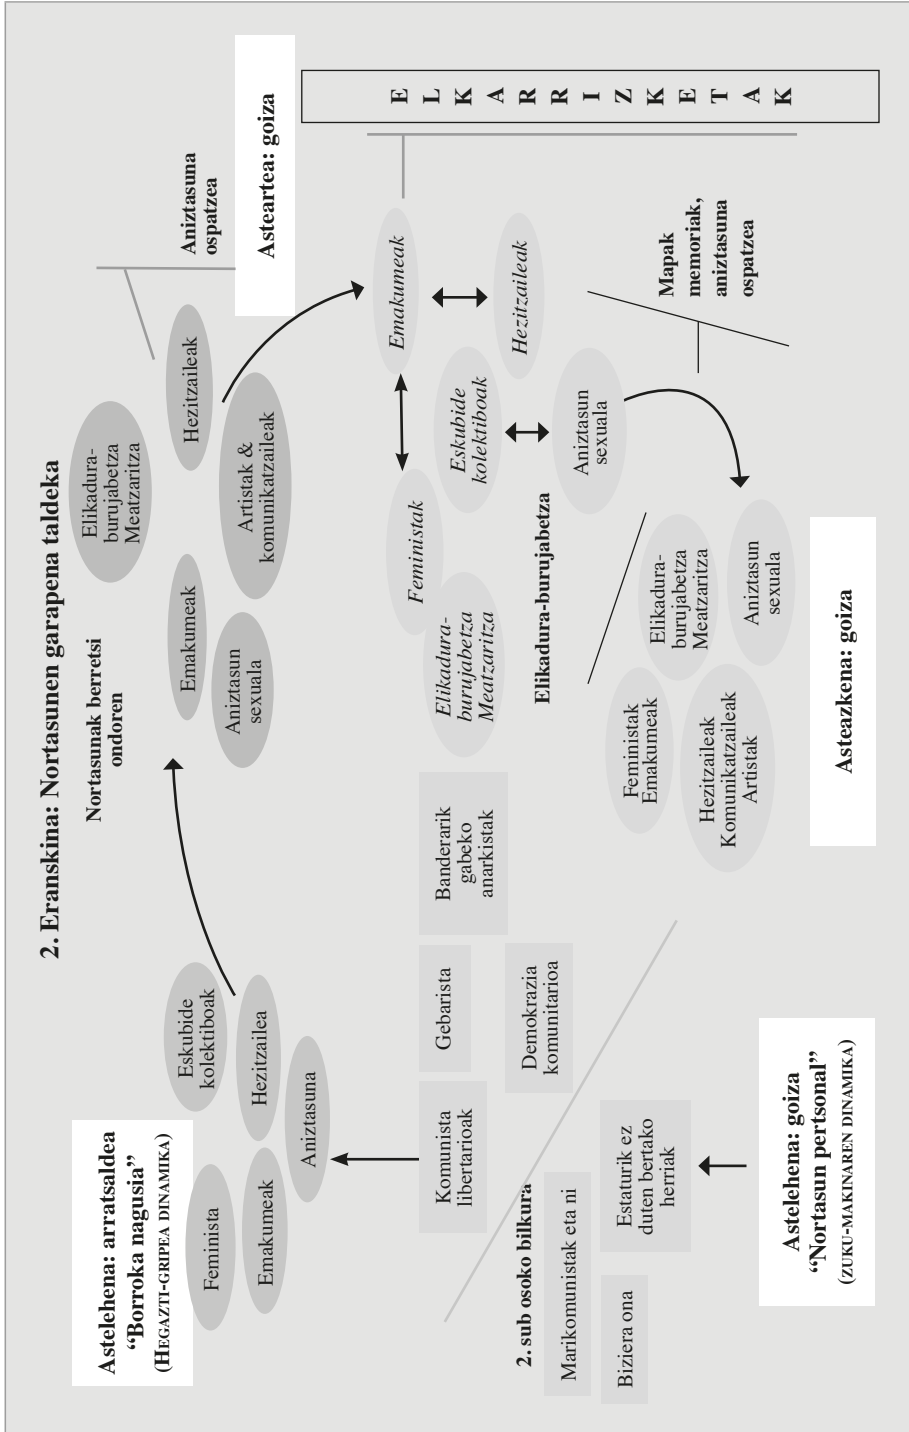 2. Eranskina: Nortasunen garapena taldeka
Astelehena: arratsaldea
“Borroka nagusia”
(HEGAZTI-GRIPEA DINAMIKA)
Feminista
Emakumeak
Eskubide
kolektiboak
Hezitzailea
Aniztasuna
Nortasunak berretsi
ondoren
Elikadura-
burujabetza
Meatzaritza
Emakumeak
Aniztasun
sexuala
Hezitzaileak
Artistak &
komunikatzaileak
Aniztasuna
ospatzea
Asteartea: goiza
Komunista
libertarioak
Gebarista
Demokrazia
komunitarioa
Banderarik
gabeko
anarkistak
2. sub osoko bilkura
Marikomunistak eta ni
Biziera ona
Estaturik ez
duten bertako
herriak
Astelehena: goiza
“Nortasun pertsonal”
(ZUKU-MAKINAREN DINAMIKA)
Feministak
Emakumeak
Elikadura-
burujabetza
Meatzaritza
Eskubide
kolektiboak
Hezitzaileak
Elikadura-burujabetza
Aniztasun
sexuala
Feministak
Emakumeak
Elikadura-
burujabetza
Meatzaritza
Hezitzaileak
Komunikatzaileak
Artistak
Aniztasun
sexuala
Asteazkena: goiza
Mapak
memoriak,
aniztasuna
ospatzea
E L K A R R I Z K E T A K